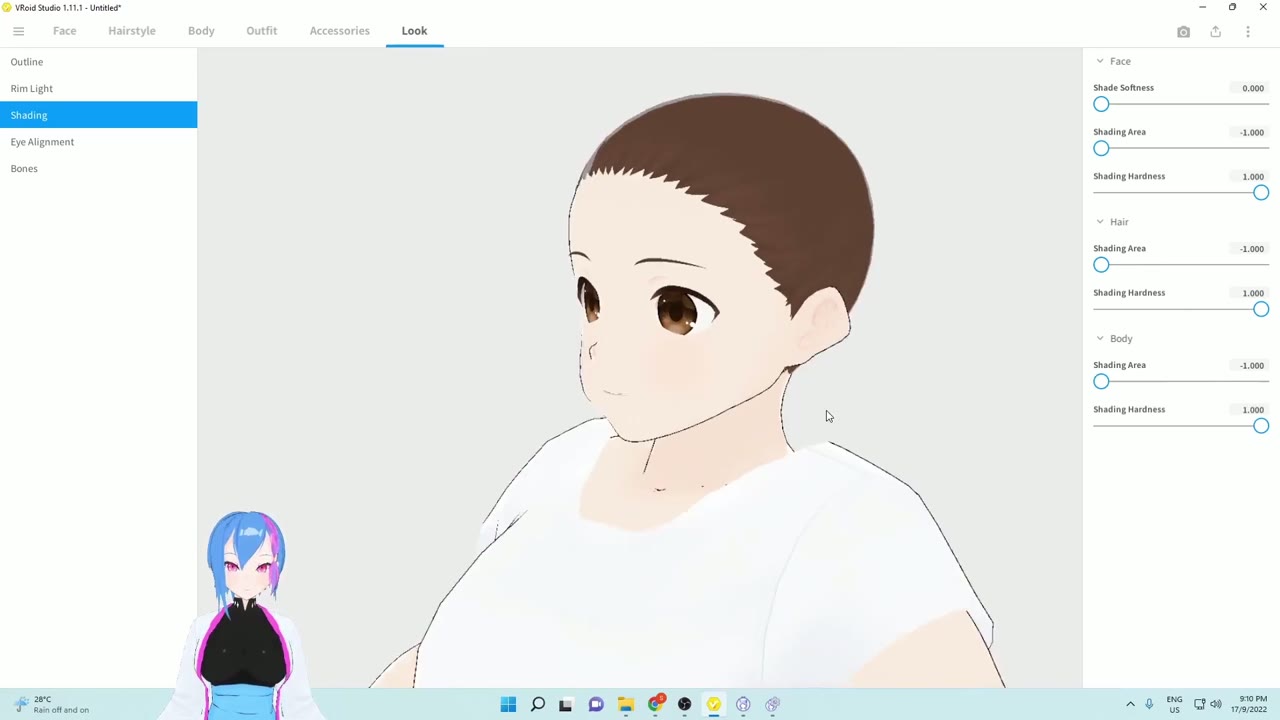 VRoid Studio 1.11.1 - Untitled*
Face Hairstyle Body Outfit Accessories Look
Outline
Rim Light
Shading
Eye Alignment
Bones
Face
Shade Softness 0.000
Shading Area -1.000
Shading Hardness 1.000
Hair
Shading Area -1.000
Shading Hardness 1.000
Body
Shading Area -1.000
Shading Hardness 1.000
28°C
Rain off and on
ENG
US
9:10 PM
17/9/2022